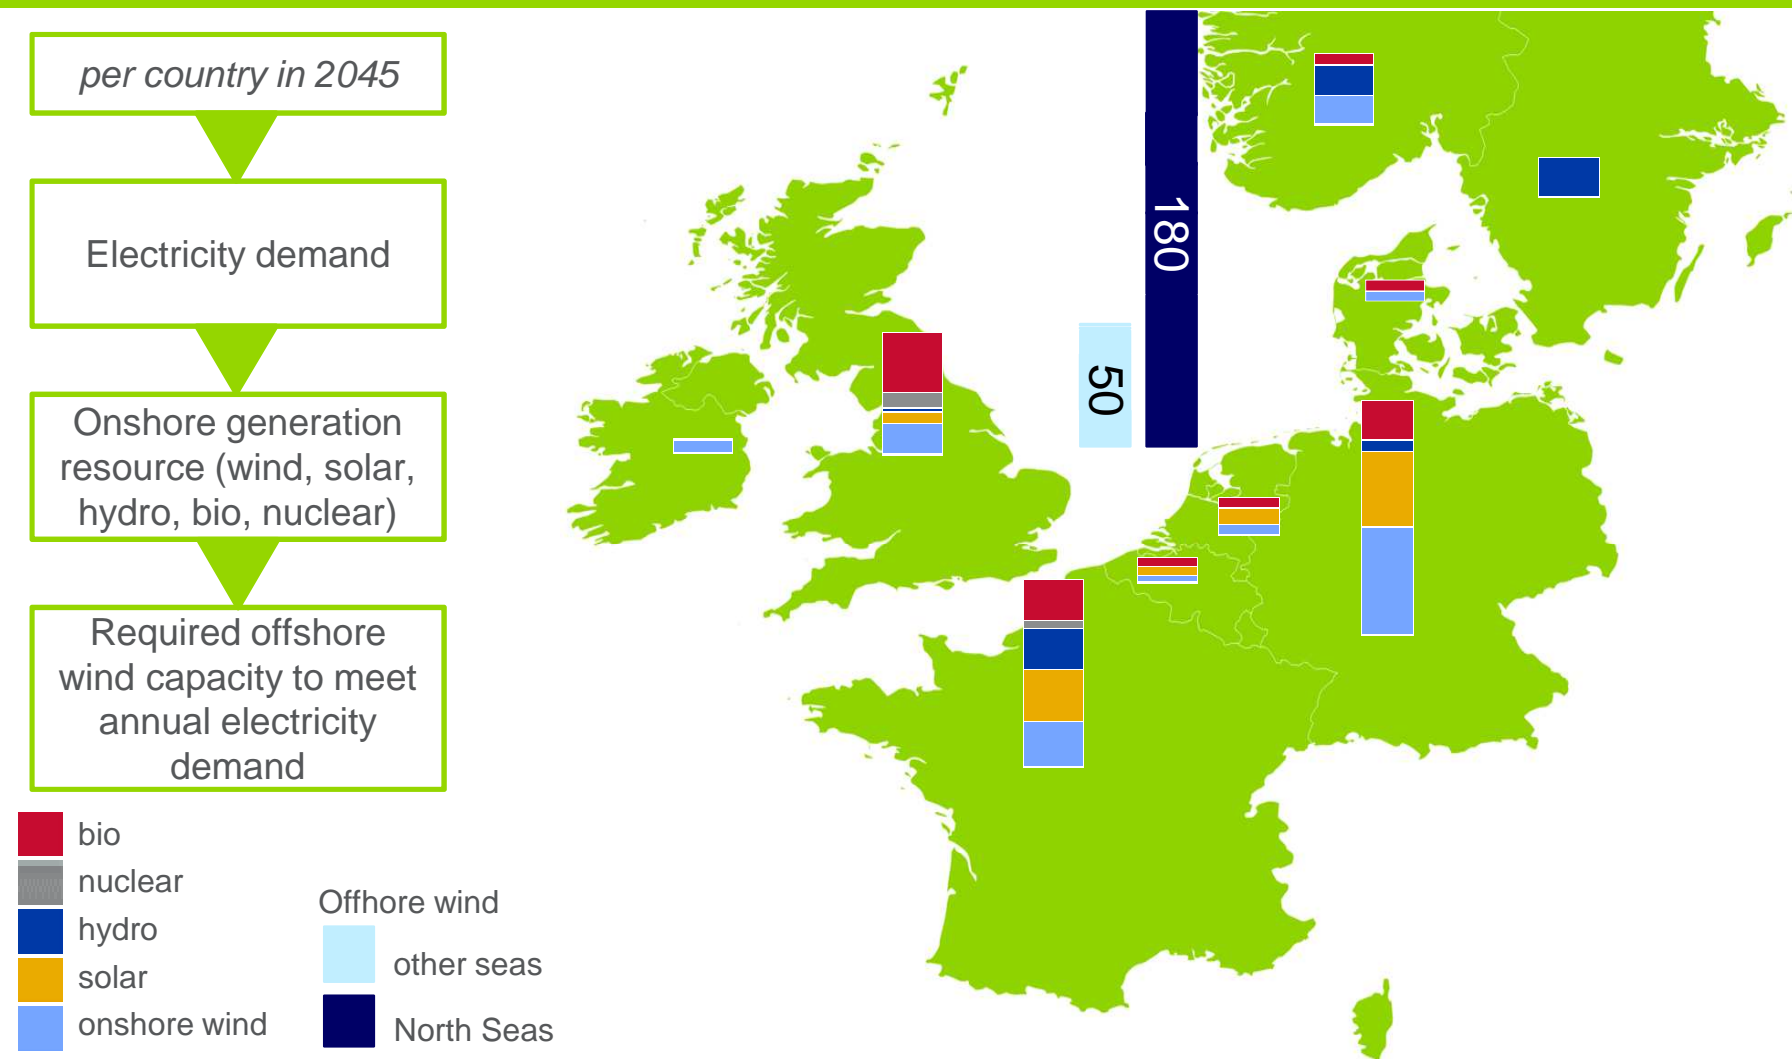 per country in 2045
Electricity demand
Onshore generation
resource (wind, solar,
hydro, bio, nuclear)
Required offshore
wind capacity to meet
annual electricity
demand
bio
nuclear
hydro
solar
onshore wind
Offhore wind
other seas
North Seas
180
50